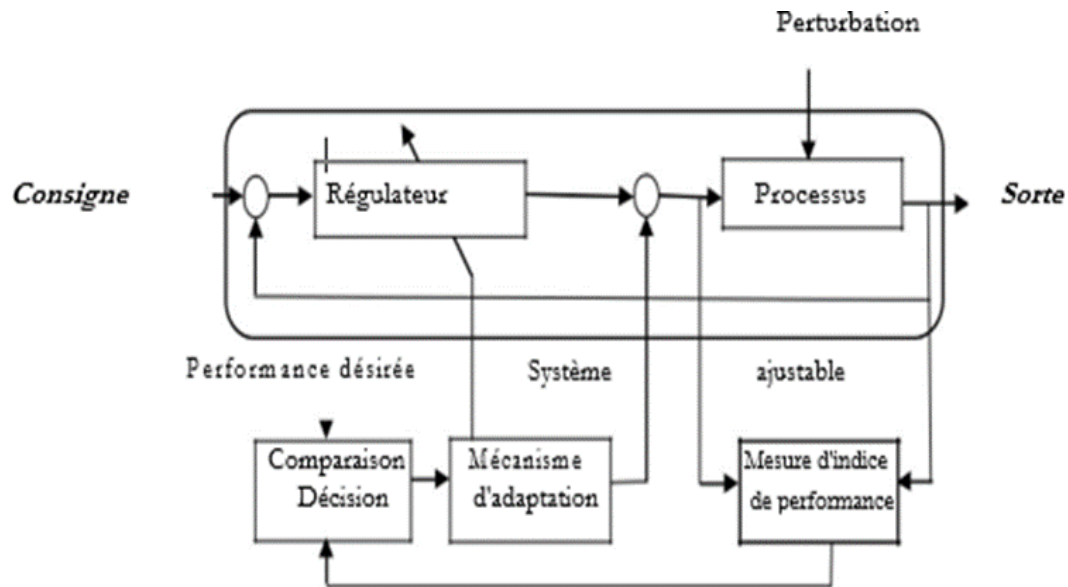 Perturbation
Consigne
Régulateur
Processus
Sorte
Performance désirée
Système
ajustable
Comparaison
Décision
Mécanisme
d'adaptation
Mesure d'indice
de performance